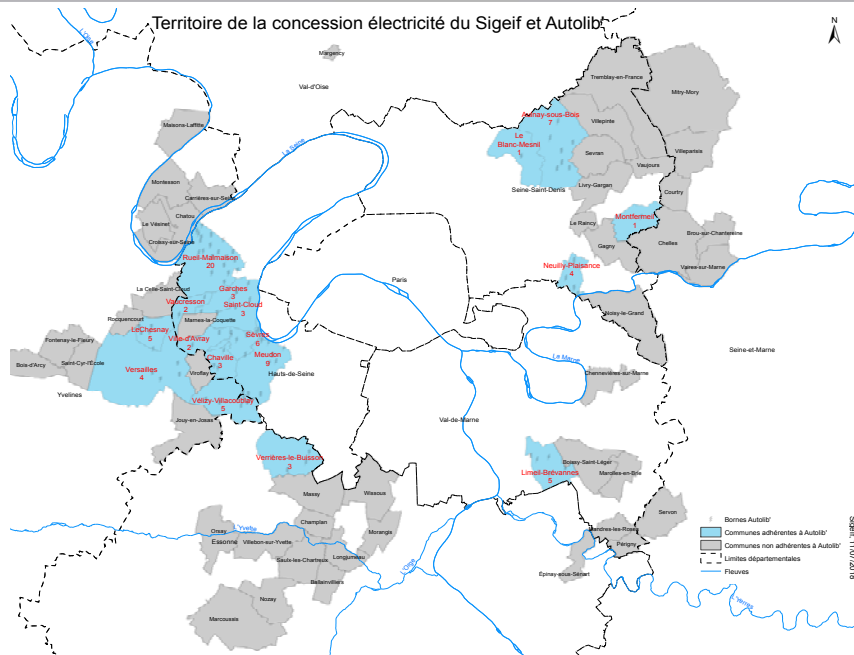 Territoire de la concession électricité du Sigeif et Autolib'
N
L'Oise
Margency
Val-d'Oise
Tremblay-en-France
Mitry-Mory
Maisons-Laffitte
La Seine
Aulnay-sous-Bois
7
Villepinte
Le
Blanc-Mesnil
1
Sevran
Villeparisis
Vaujours
Seine-Saint-Denis
Livry-Gargan
Courtry
Montesson
Carrières-sur-Seine
Chatou
Le Vésinet
Croissy-sur-Seine
Montfermeil
1
Le Raincy
Gagny
Chelles
Brou-sur-Chantereine
Vaires-sur-Marne
Rueil-Malmaison
20
Neuilly-Plaisance
4
Paris
La Celle-Saint-Cloud
Garches
3
Vaucresson
2
Saint-Cloud
3
Rocquencourt
Marnes-la-Coquette
Noisy-le-Grand
Le Chesnay
5
Ville-d'Avray
2
Sèvres
6
Fontenay-le-Fleury
Saint-Cyr-l'École
Bois-d'Arcy
Seine-et-Marne
Chaville
3
Meudon
9
La Marne
Versailles
4
Viroflay
Hauts-de-Seine
Chennevières-sur-Marne
Yvelines
Vélizy-Villacoublay
5
Jouy-en-Josas
Val-de-Marne
Verrières-le-Buisson
3
Limeil-Brévannes
5
Boissy-Saint-Léger
Marolles-en-Brie
Massy
Wissous
Servon
Champlan
Mandres-les-Roses
Orsay
L'Yvette
Essonne
Villebon-sur-Yvette
Morangis
Périgny
Saulx-les-Chartreux
Longjumeau
L'Orge
Épinay-sous-Sénart
Ballainvilliers
Nozay
Marcoussis
L'Yerres
Bornes Autolib'
Communes adhérentes à Autolib'
Communes non adhérentes à Autolib'
Limites départementales
Fleuves